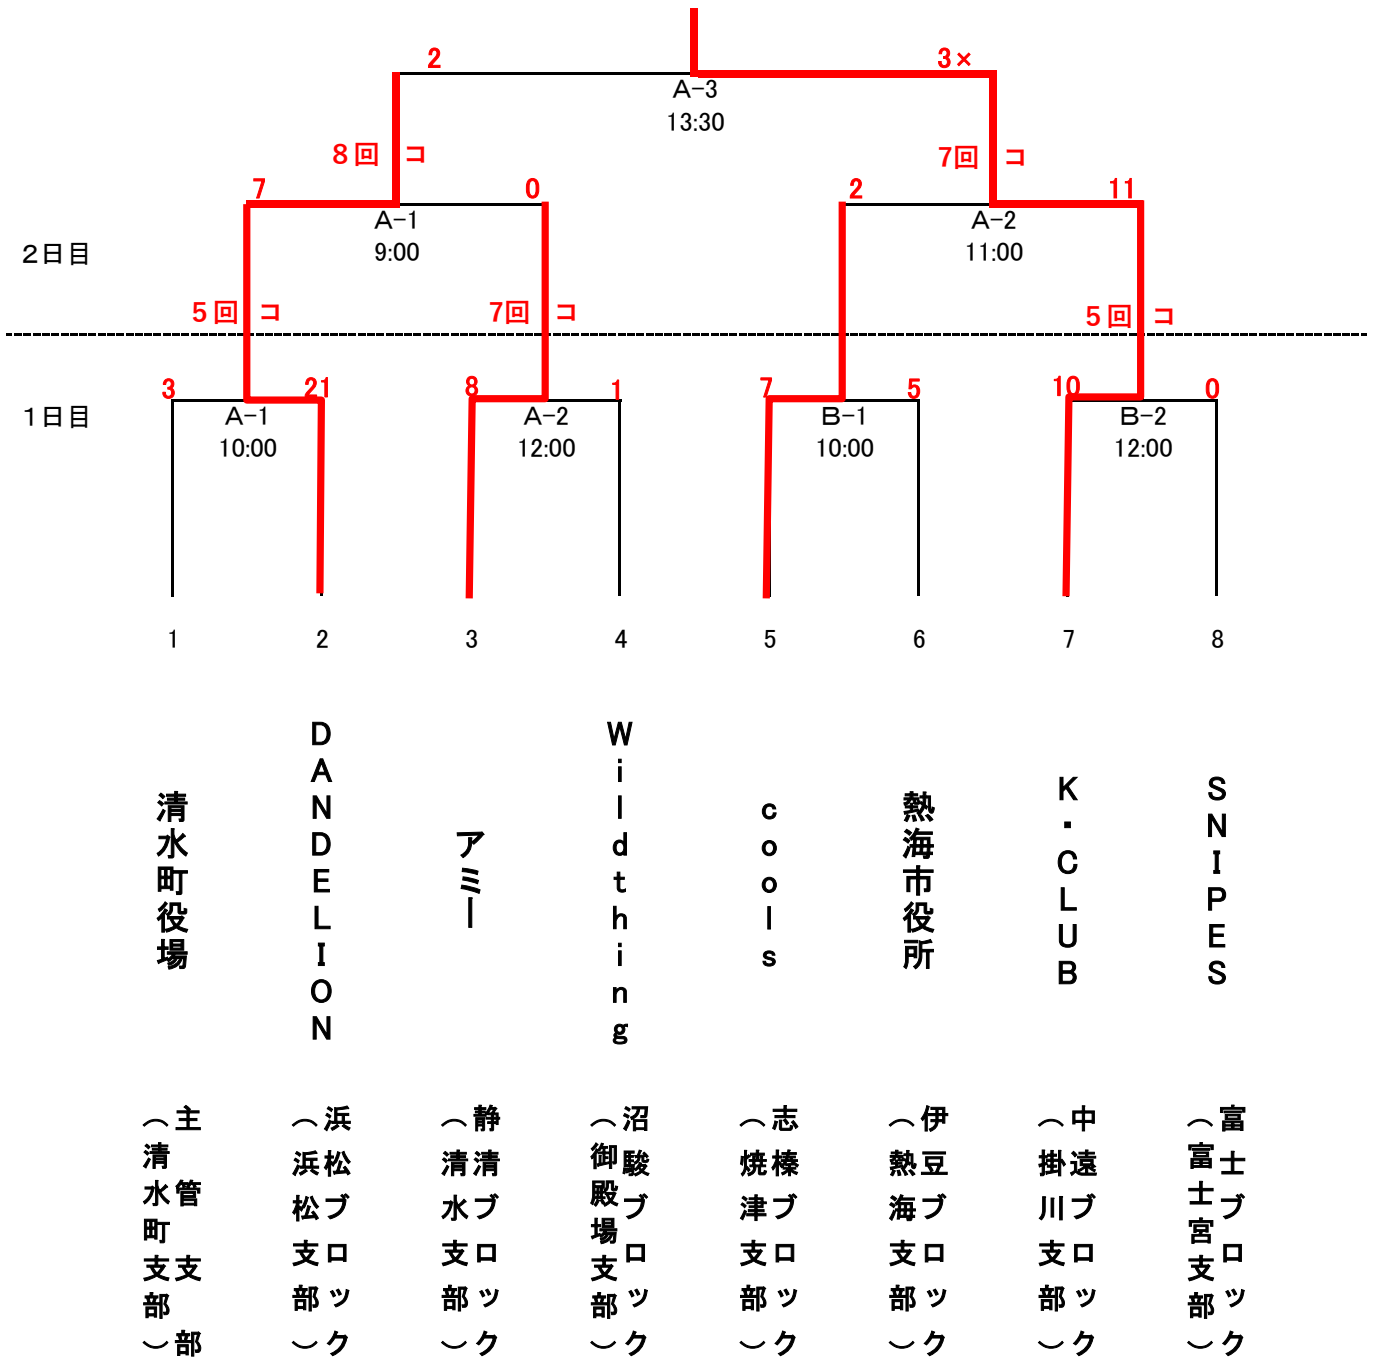 2
3×
A-3
13:30
8回 コ
7回 コ
7
0
2
11
A-1
9:00
A-2
11:00
2日目
5回 コ
7回 コ
5回 コ
3
21
8
1
7
5
10
0
1日目
A-1
10:00
A-2
12:00
B-1
10:00
B-2
12:00
1
2
3
4
5
6
7
8
清水町役場
DANDELION
アミー
Wildthing
cools
熱海市役所
K・CLUB
SNIPES
主管支部
(清水町支部)
浜松ブロック
(浜松支部)
静清ブロック
(清水支部)
沼駿ブロック
(御殿場支部)
志榛ブロック
(焼津支部)
伊豆ブロック
(熱海支部)
中遠ブロック
(掛川支部)
富士ブロック
(富士宮支部)